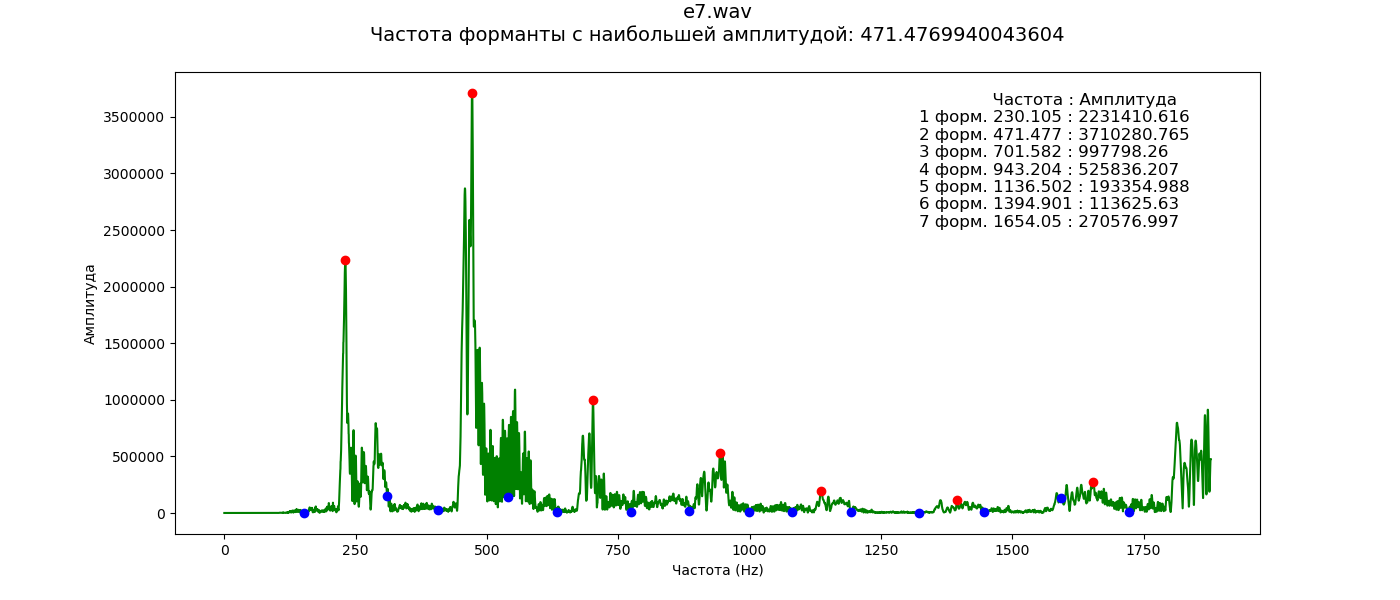 e7.wav
Частота форманты с наибольшей амплитудой: 471.4769940043604
Частота : Амплитуда
1 форм. 230.105 : 2231410.616
2 форм. 471.477 : 3710280.765
3 форм. 701.582 : 997798.26
4 форм. 943.204 : 525836.207
5 форм. 1136.502 : 193354.988
6 форм. 1394.901 : 113625.63
7 форм. 1654.05 : 270576.997
Амплитуда
3500000
3000000
2500000
2000000
1500000
1000000
500000
0
0 250 500 750 1000 1250 1500 1750
Частота (Hz)